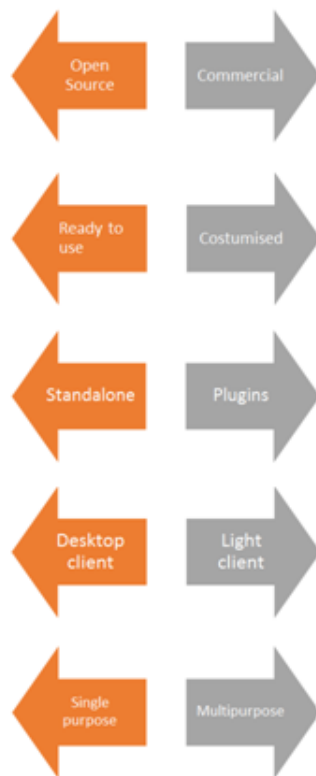 Open
Source
Commercial
Ready to
use
Costumised
Standalone
Plugins
Desktop
client
Light
client
Single
purpose
Multipurpose